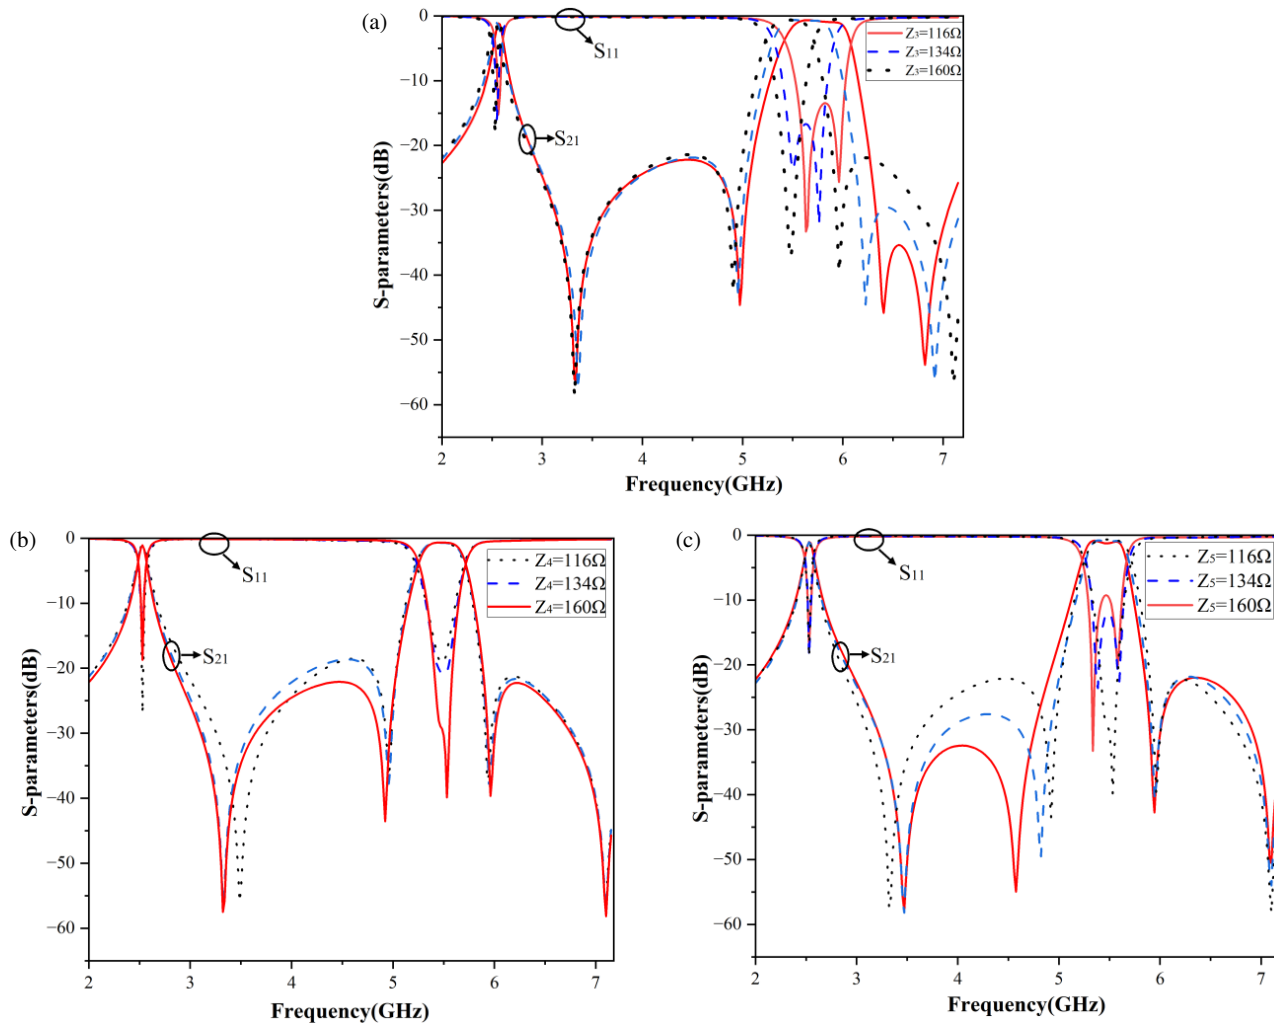 (a)
0
−10
−20
−30
−40
−50
−60
S-parameters(dB)
S11
S21
Z3=116Ω
Z3=134Ω
Z3=160Ω
2 3 4 5 6 7
Frequency(GHz)
(b)
0
−10
−20
−30
−40
−50
−60
S-parameters(dB)
S11
S21
Z4=116Ω
Z4=134Ω
Z4=160Ω
2 3 4 5 6 7
Frequency(GHz)
(c)
0
−10
−20
−30
−40
−50
−60
S-parameters(dB)
S11
S21
Z5=116Ω
Z5=134Ω
Z5=160Ω
2 3 4 5 6 7
Frequency(GHz)